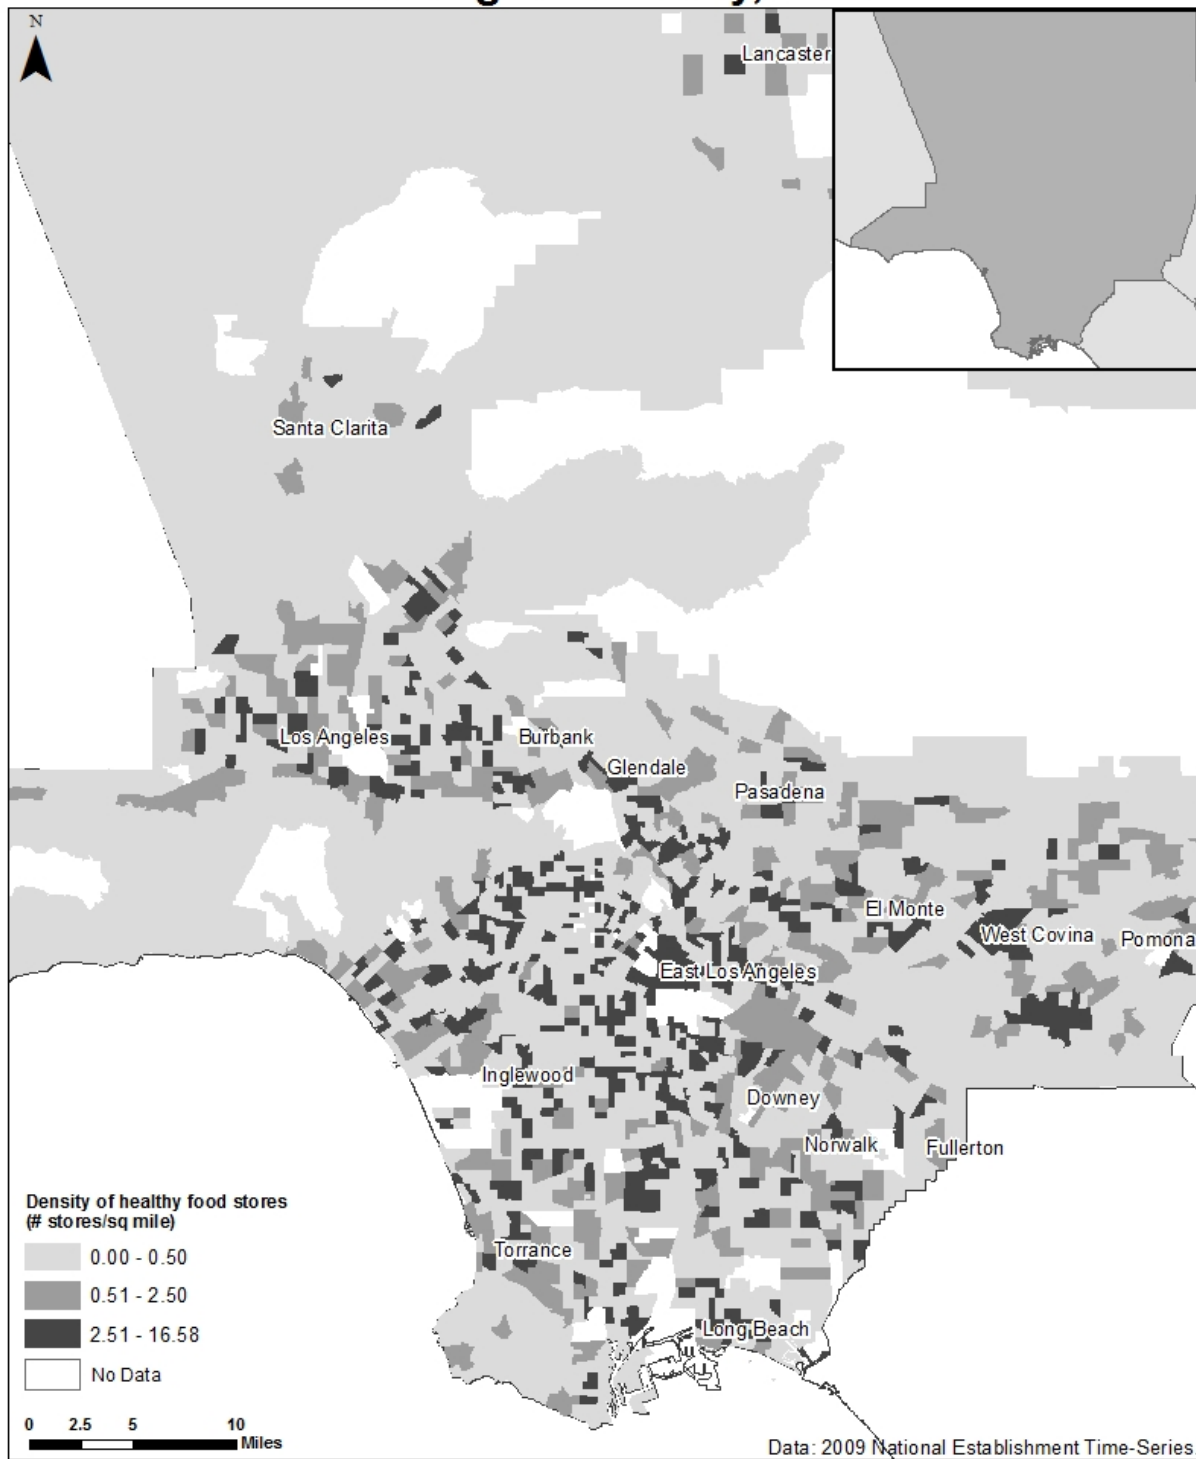 N
Lancaster
Santa Clarita
Los Angeles
Burbank
Glendale
Pasadena
El Monte
West Covina
Pomona
East Los Angeles
Inglewood
Downey
Norwalk
Fullerton
Torrance
Long Beach
Density of healthy food stores
(# stores/sq mile)
0.00 - 0.50
0.51 - 2.50
2.51 - 16.58
No Data
0 2.5 5 10
Miles
Data: 2009 National Establishment Time-Series